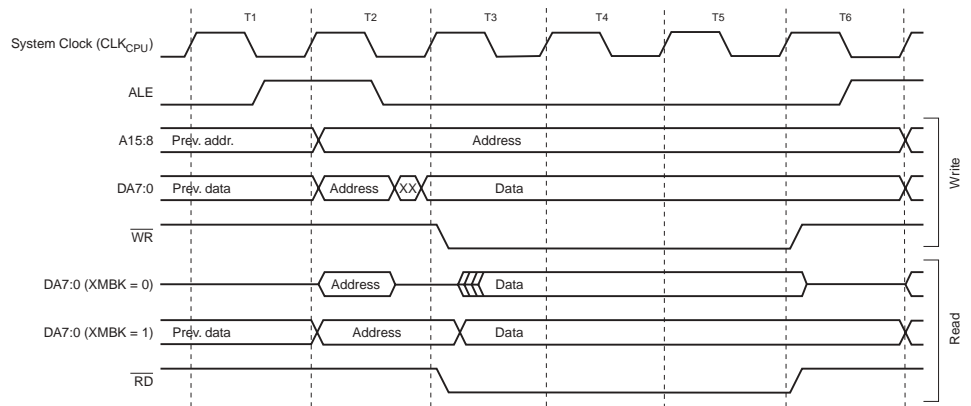 T1 T2 T3 T4 T5 T6
System Clock (CLKCPU)
ALE
A15:8 Prev. addr. Address
DA7:0 Prev. data Address XX Data
WR
Write
DA7:0 (XMBK = 0) Address Data
DA7:0 (XMBK = 1) Prev. data Address Data
RD
Read